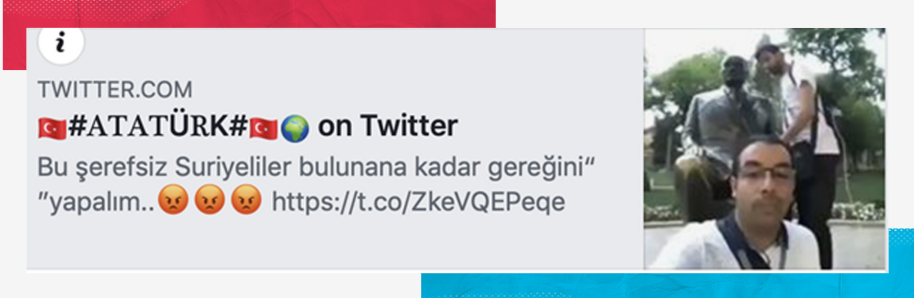 i
TWITTER.COM
🇹🇷#ATATÜRK#🇹🇷🌍 on Twitter
Bu şerefsiz Suriyeliler bulunana kadar gereğini“
”yapalım..😡😡😡 https://t.co/ZkeVQEPeqe